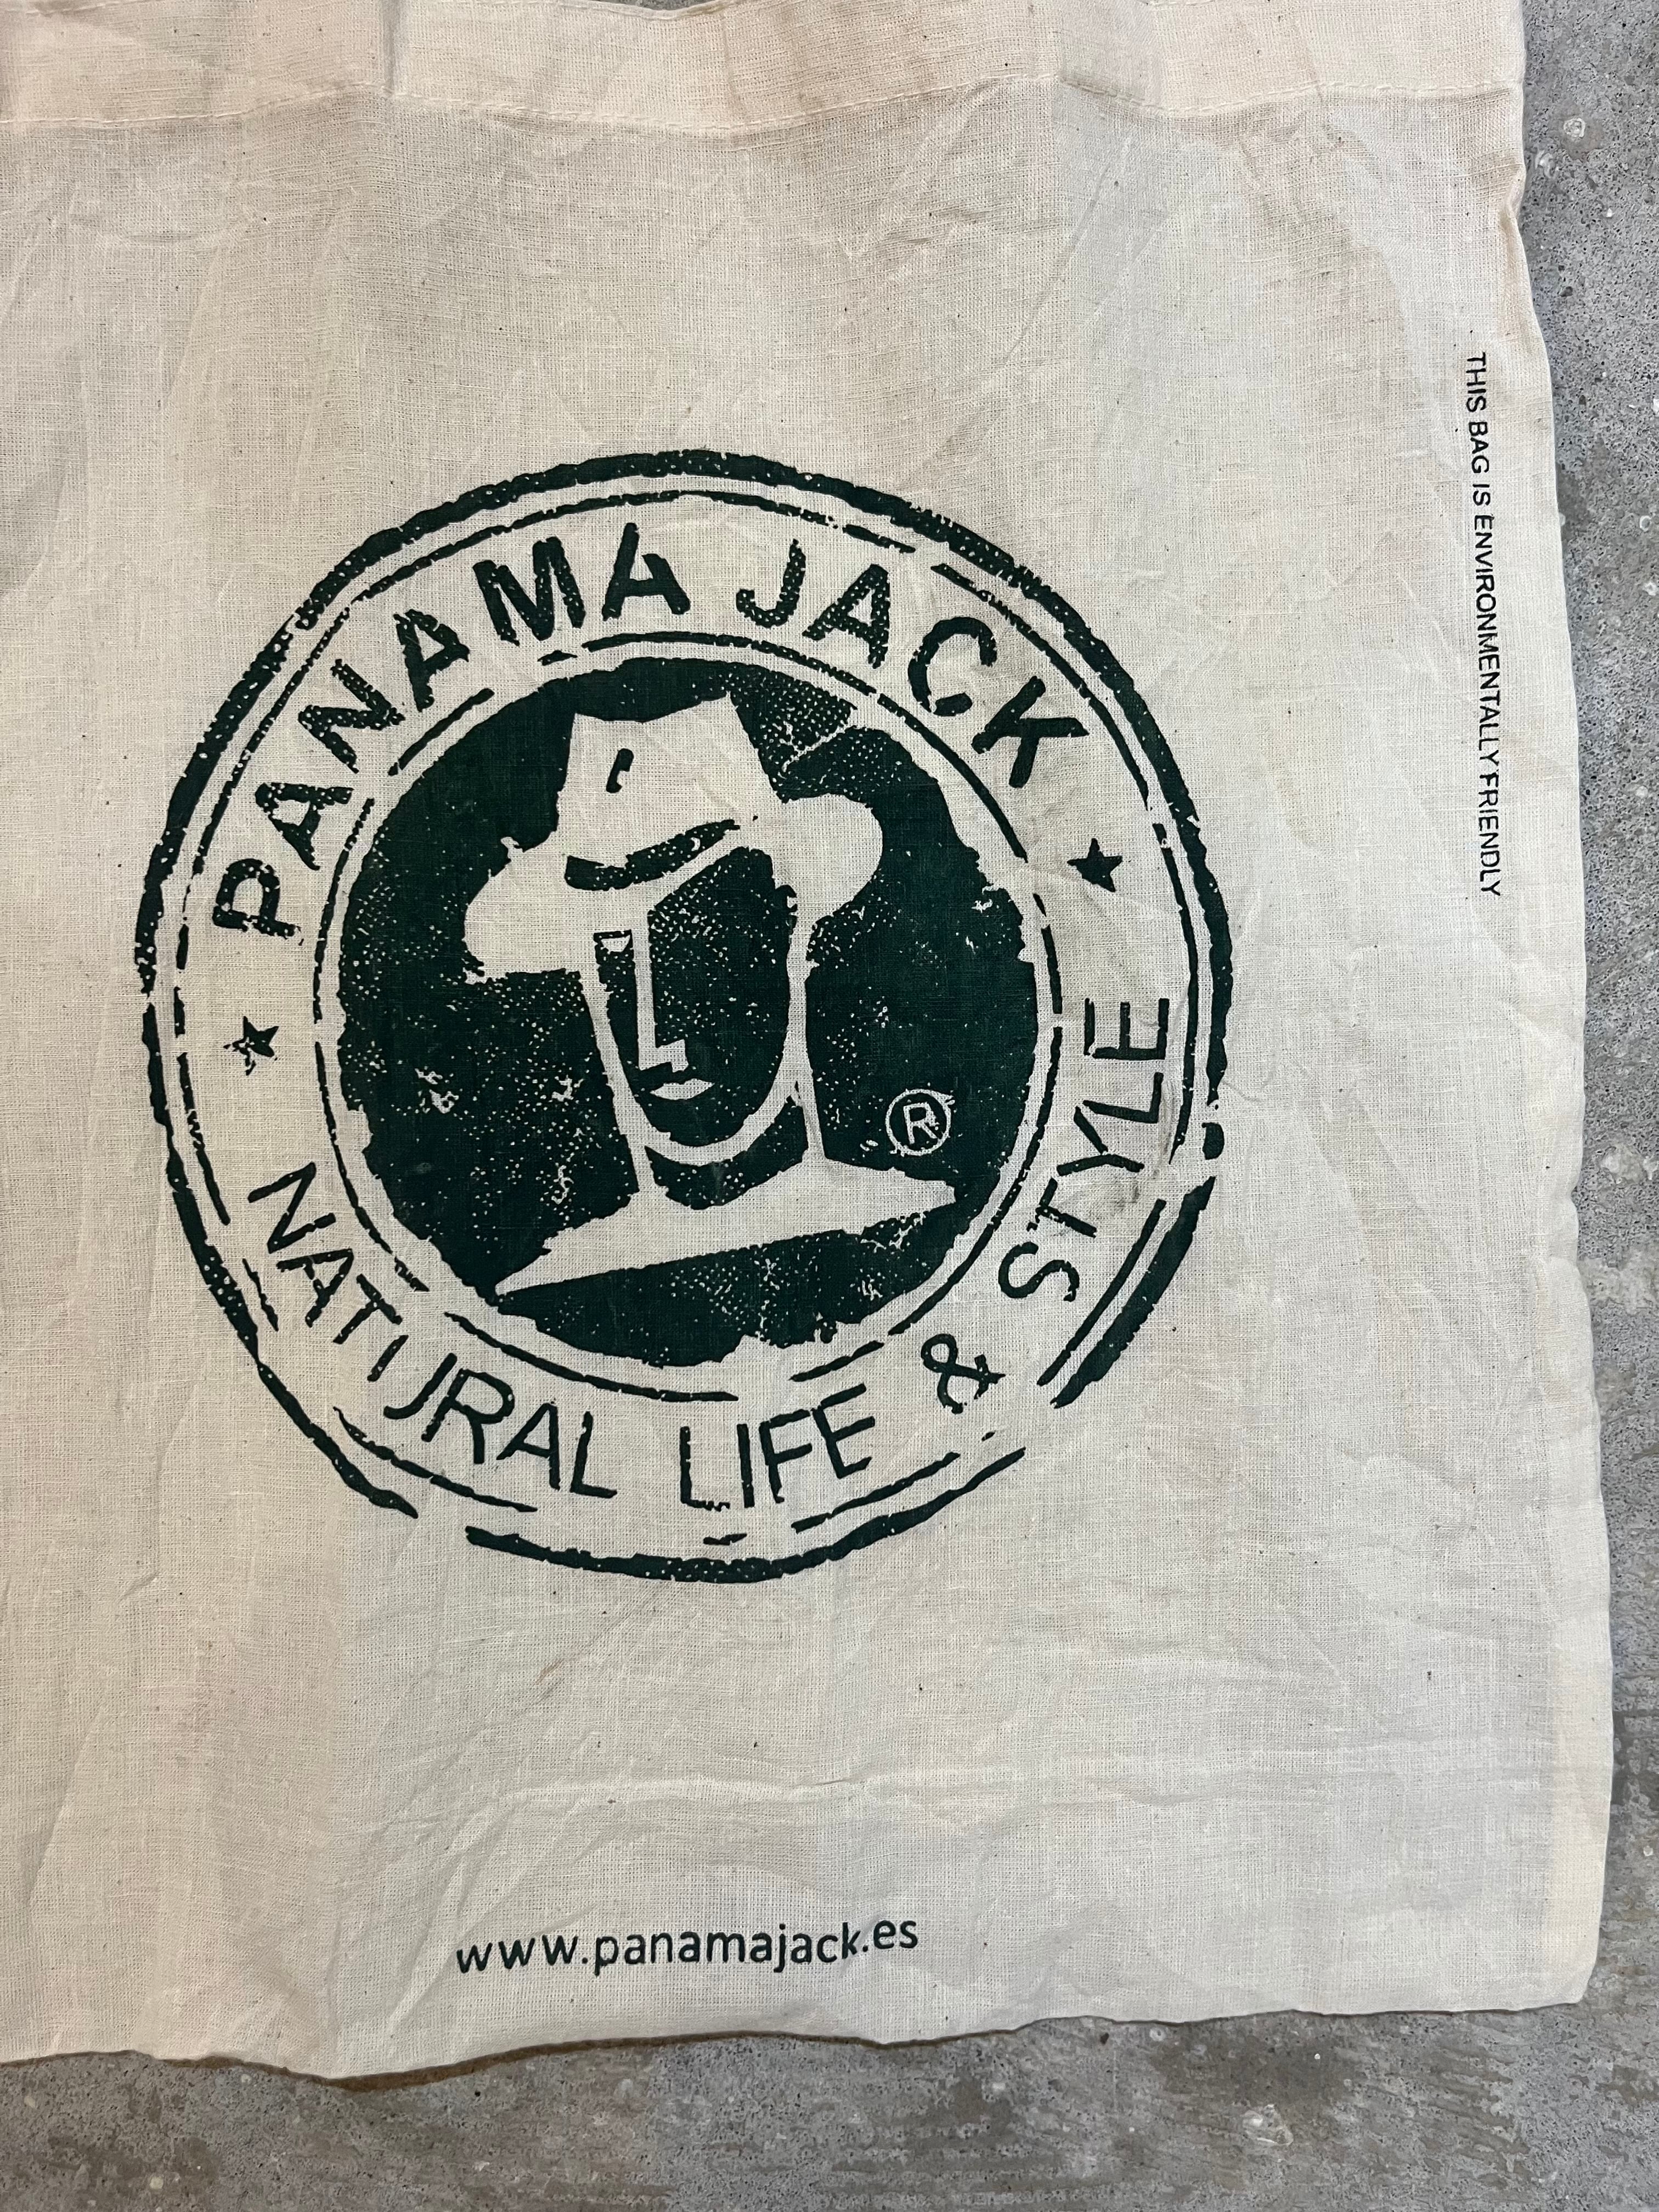 PANAMA JACK
®
NATURAL LIFE & STYLE
THIS BAG IS ENVIRONMENTALLY FRIENDLY
www.panamajack.es